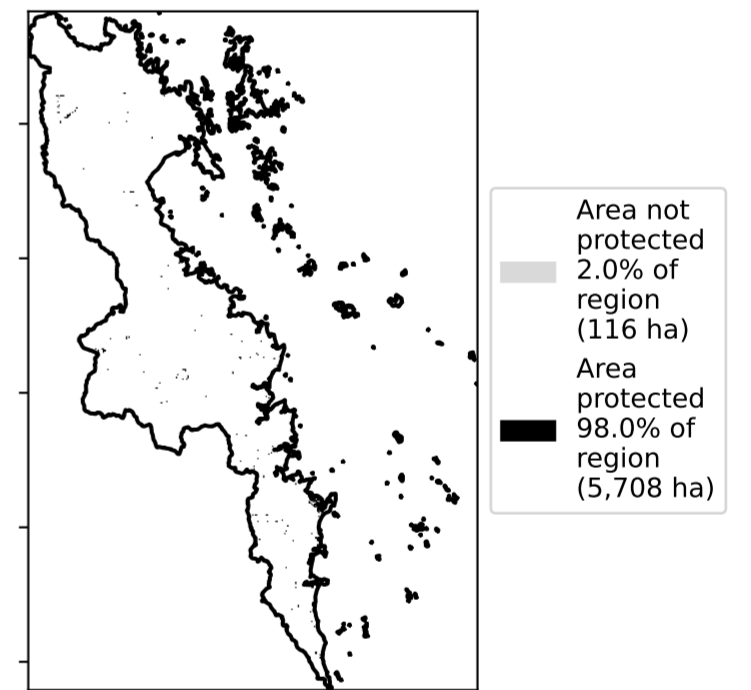 Area not
protected
2.0% of
region
(116 ha)
Area
protected
98.0% of
region
(5,708 ha)